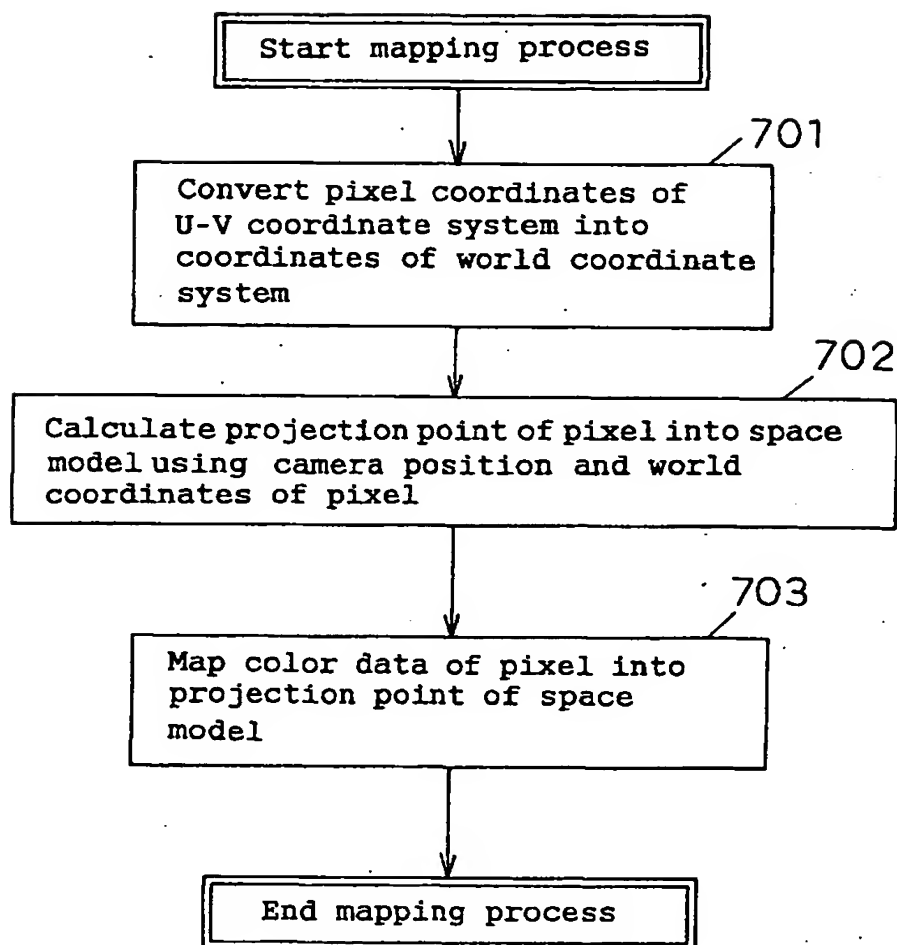 Start mapping process
701
Convert pixel coordinates of
U-V coordinate system into
coordinates of world coordinate
system
702
Calculate projection point of pixel into space
model using camera position and world
coordinates of pixel
703
Map color data of pixel into
projection point of space
model
End mapping process